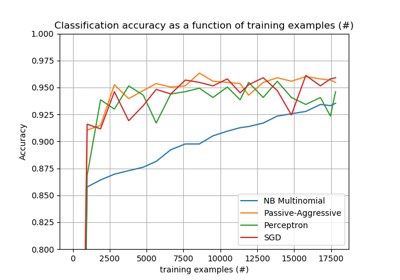 Classification accuracy as a function of training examples (#)
1.000
0.975
0.950
0.925
0.900
0.875
0.850
0.825
0.800
Accuracy
NB Multinomial
Passive-Aggressive
Perceptron
SGD
0 2500 5000 7500 10000 12500 15000 17500
training examples (#)